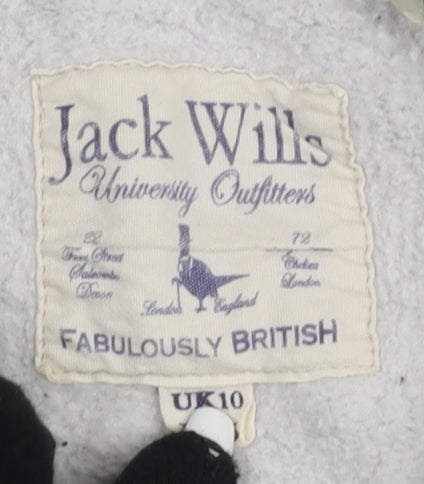 Jack Wills
University Outfitters
22
Fore Street
Salcombe
Devon
72
Chelsea
London
London England
FABULOUSLY BRITISH
UK10